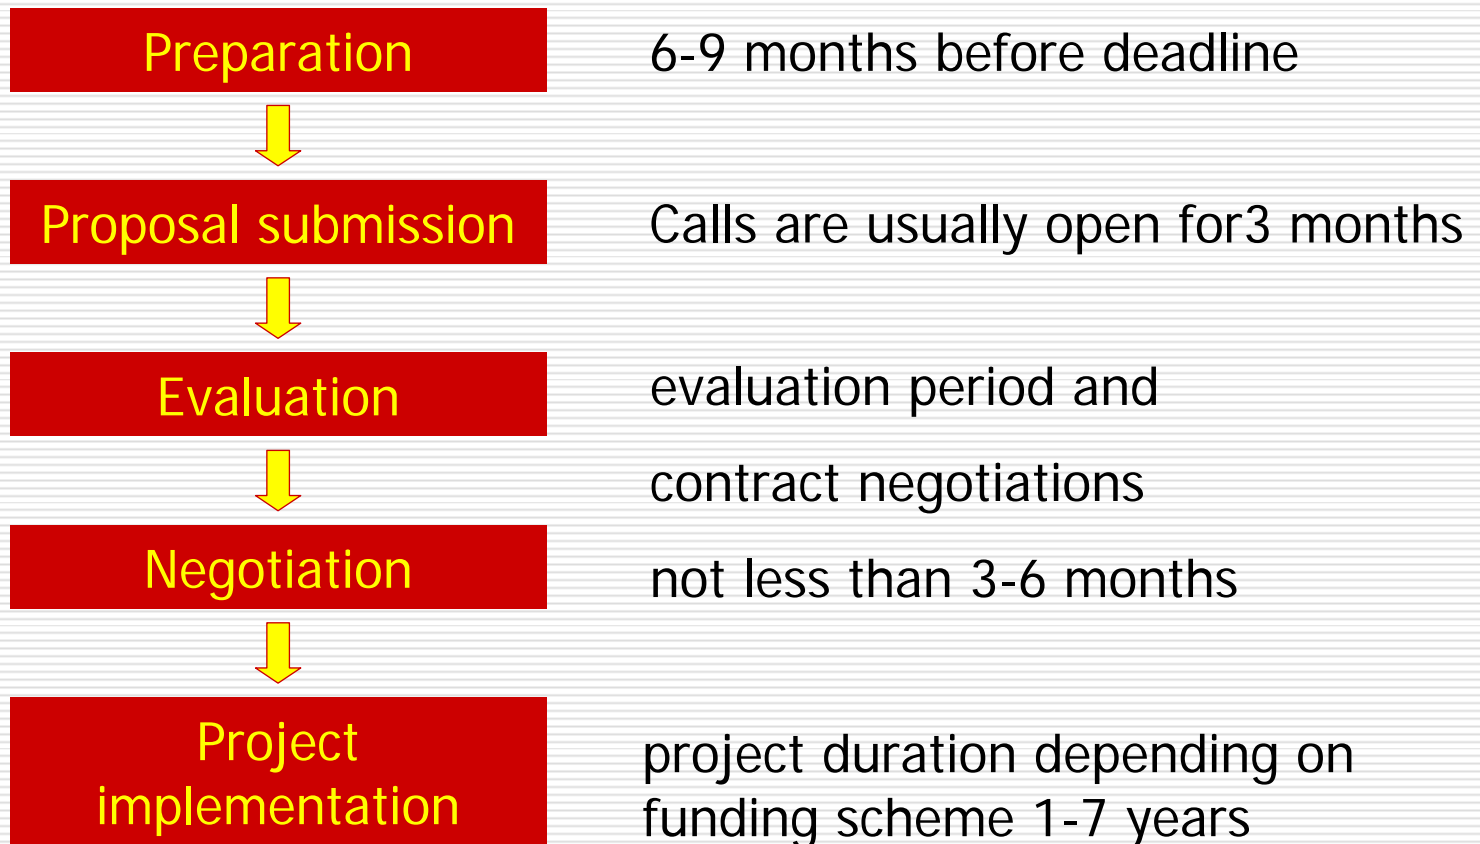 Preparation
6-9 months before deadline
Proposal submission
Calls are usually open for3 months
Evaluation
evaluation period and
contract negotiations
Negotiation
not less than 3-6 months
Project
implementation
project duration depending on
funding scheme 1-7 years